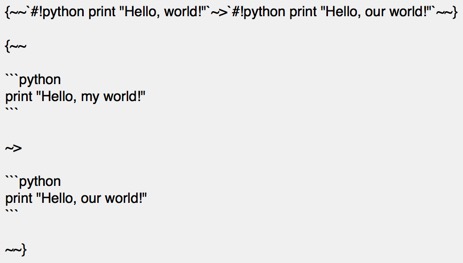 {~~`#!python print "Hello, world!"`~>`#!python print "Hello, our world!"`~~}
{~~
```python
print "Hello, my world!"
```
~>
```python
print "Hello, our world!"
```
~~}